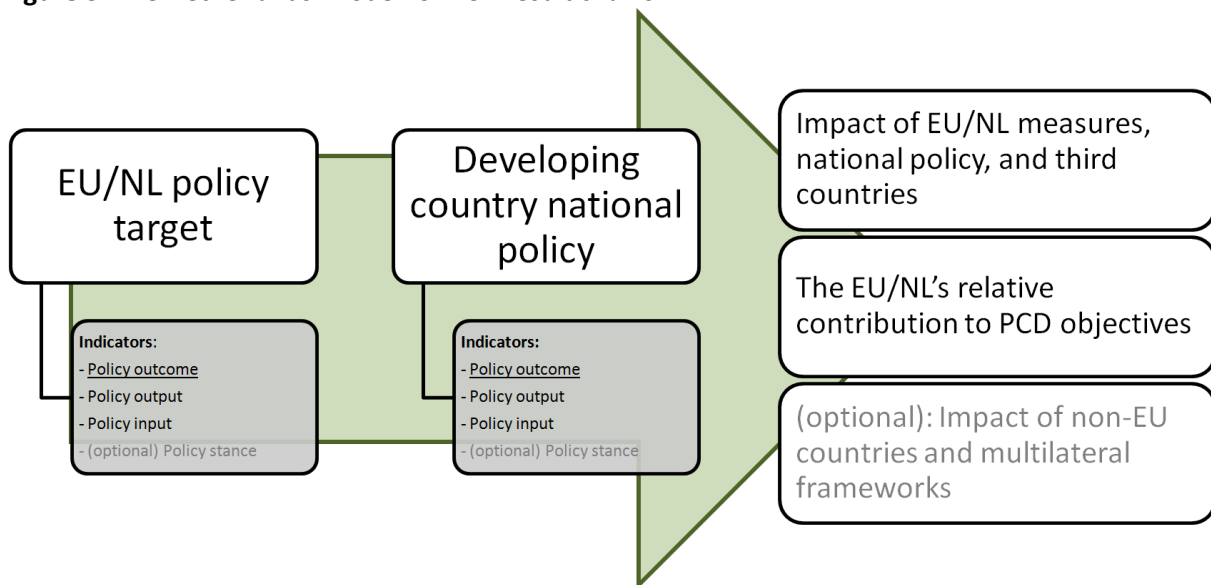 EU/NL policy
target
Indicators:
- Policy outcome
- Policy output
- Policy input
- (optional) Policy stance
Developing
country national
policy
Indicators:
- Policy outcome
- Policy output
- Policy input
- (optional) Policy stance
Impact of EU/NL measures,
national policy, and third
countries
The EU/NL’s relative
contribution to PCD objectives
(optional): Impact of non-EU
countries and multilateral
frameworks